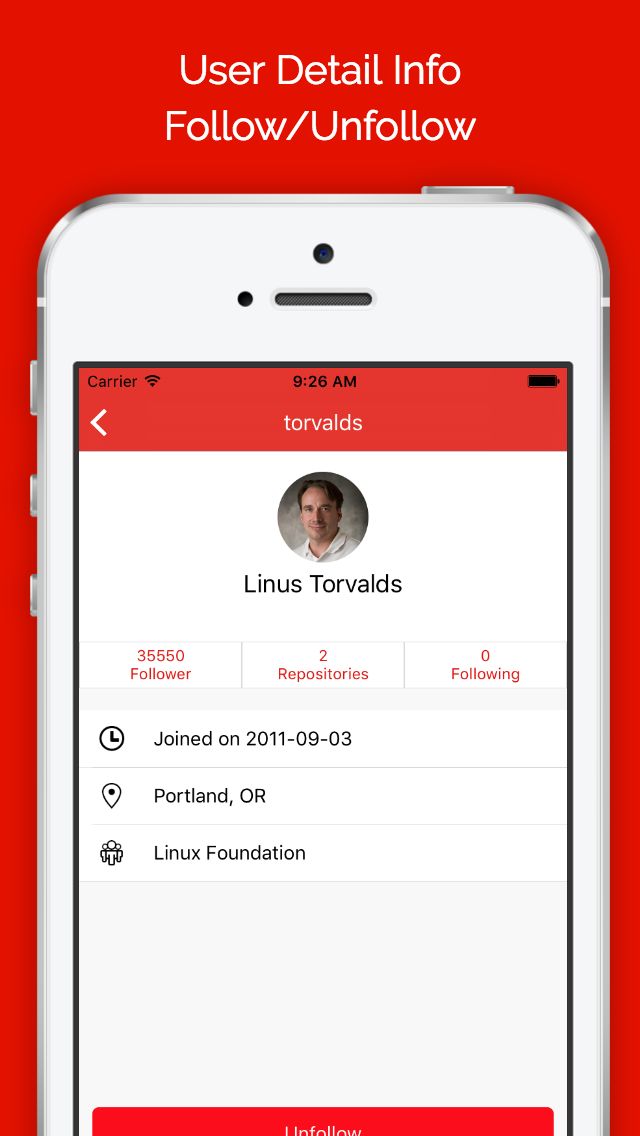 User Detail Info
Follow/Unfollow
Carrier 9:26 AM
torvalds
Linus Torvalds
35550 2 0
Follower Repositories Following
Joined on 2011-09-03
Portland, OR
Linux Foundation
Unfollow